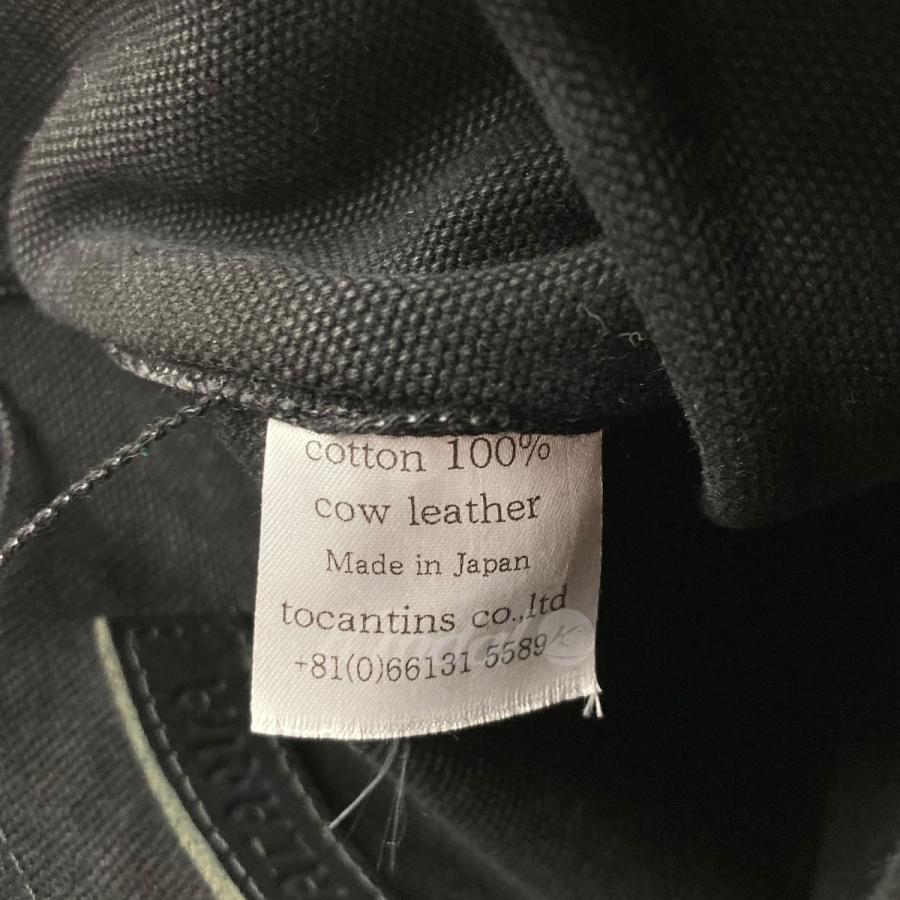 cotton 100%
cow leather
Made in Japan
tocantins co.,ltd
+81(0)66131 5589